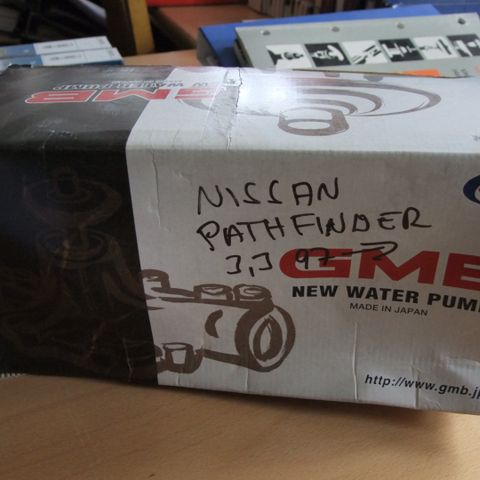 GMB
NEW WATER PUMP
NISSAN
PATHFINDER
3,3 97→
GMB
NEW WATER PUM
MADE IN JAPAN
http://www.gmb.jp